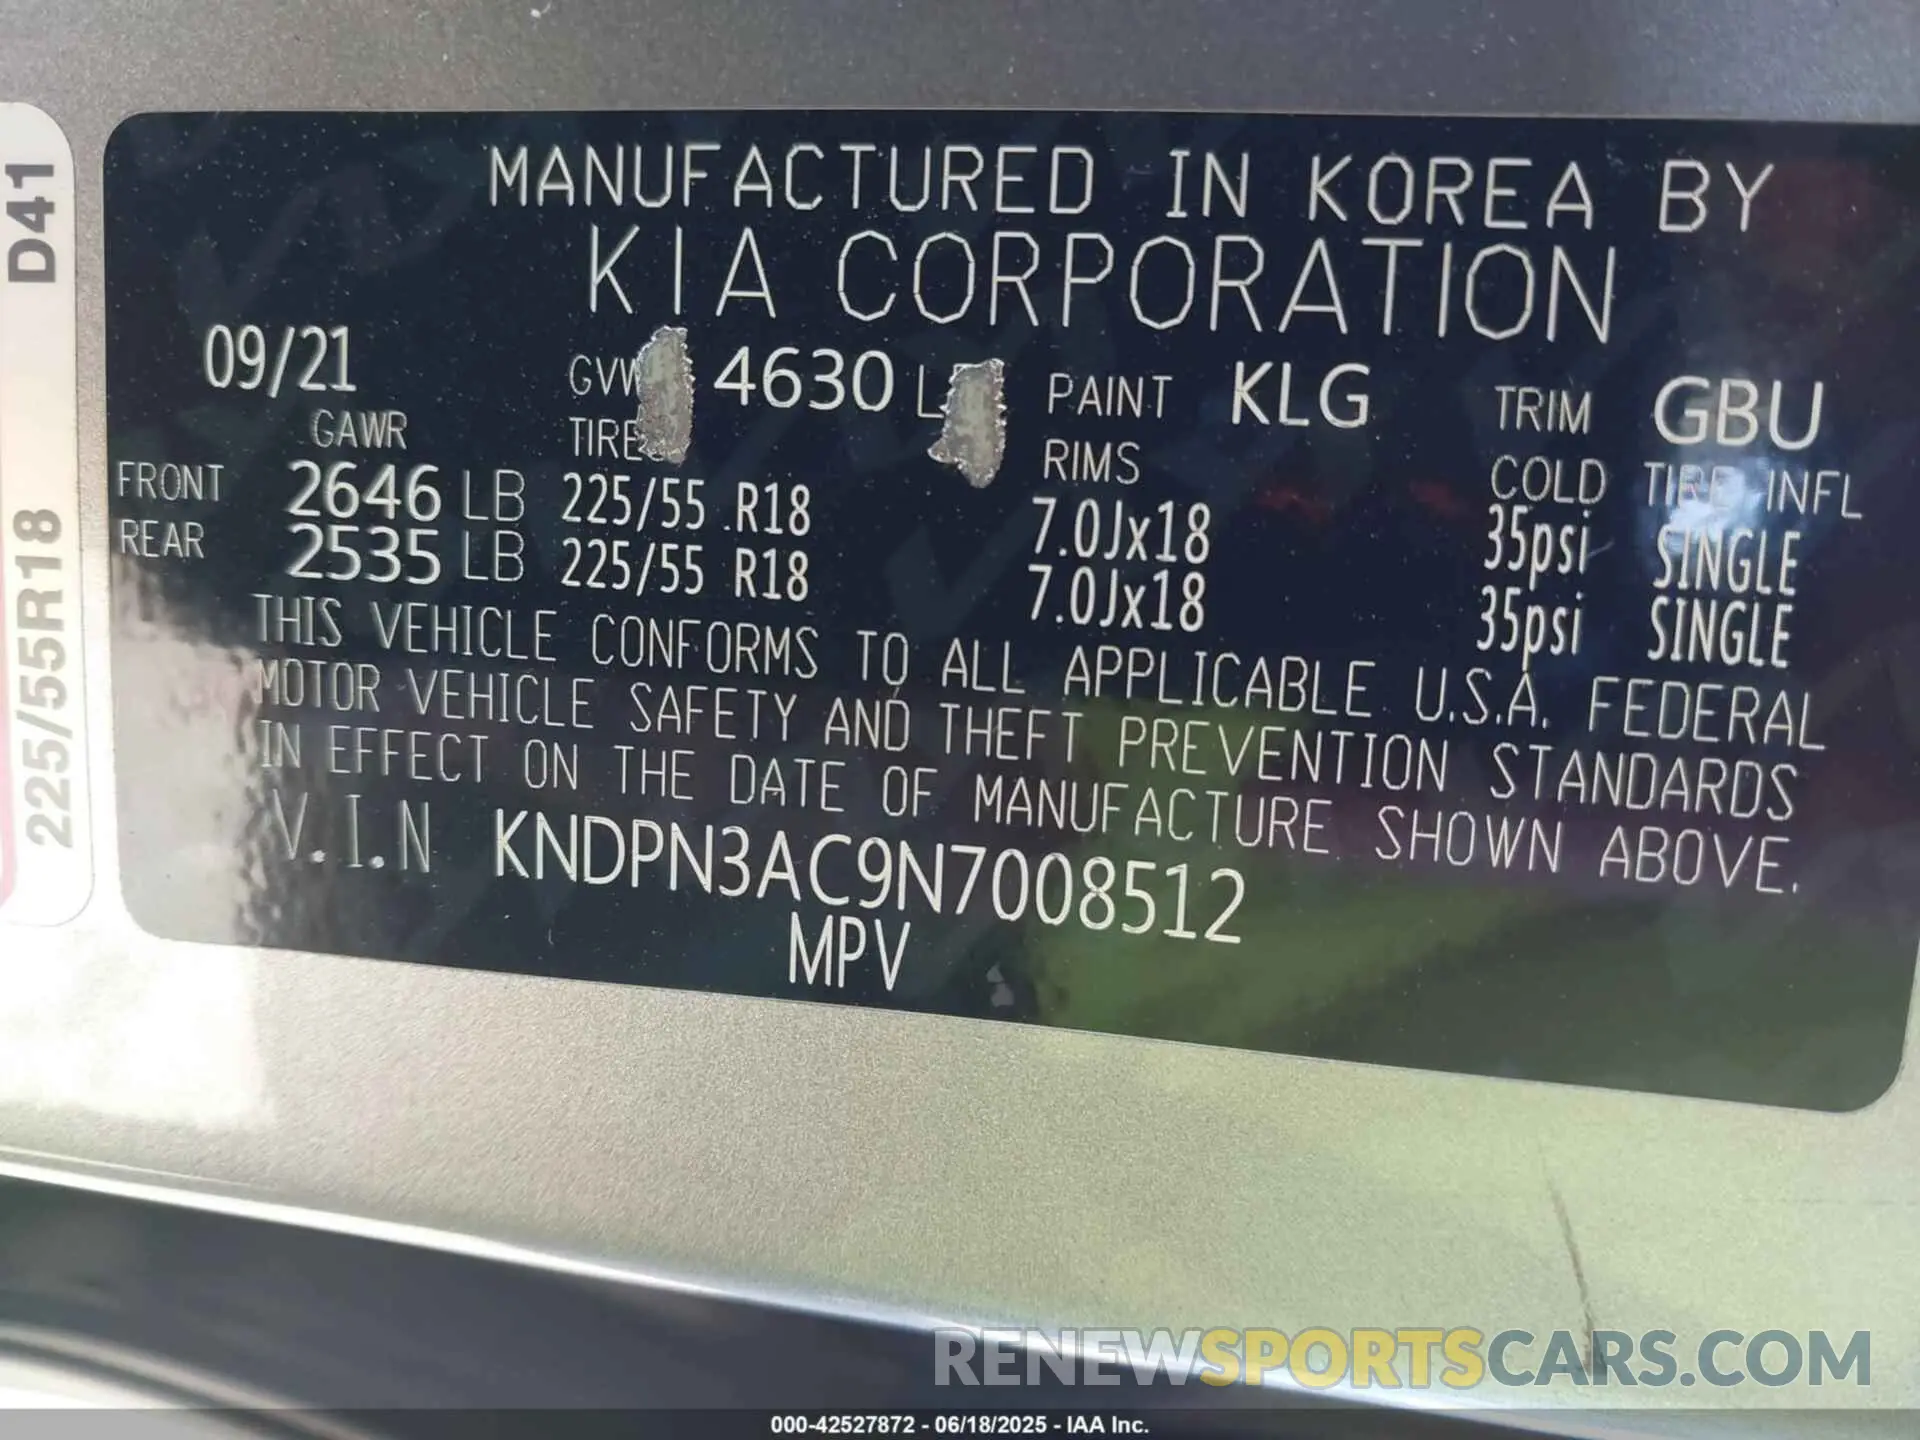 MANUFACTURED IN KOREA BY
KIA CORPORATION
09/21 GVW 4630 L PAINT KLG TRIM GBU
GAWR TIRE RIMS COLD TIRE INFL
FRONT 2646 LB 225/55 R18 7.0Jx18 35psi SINGLE
REAR 2535 LB 225/55 R18 7.0Jx18 35psi SINGLE
THIS VEHICLE CONFORMS TO ALL APPLICABLE U.S.A. FEDERAL
MOTOR VEHICLE SAFETY AND THEFT PREVENTION STANDARDS
IN EFFECT ON THE DATE OF MANUFACTURE SHOWN ABOVE.
V.I.N KNDPN3AC9N7008512
MPV
225/55R18 D41
RENEWSPORTSCARS.COM
000-42527872 - 06/18/2025 - IAA Inc.